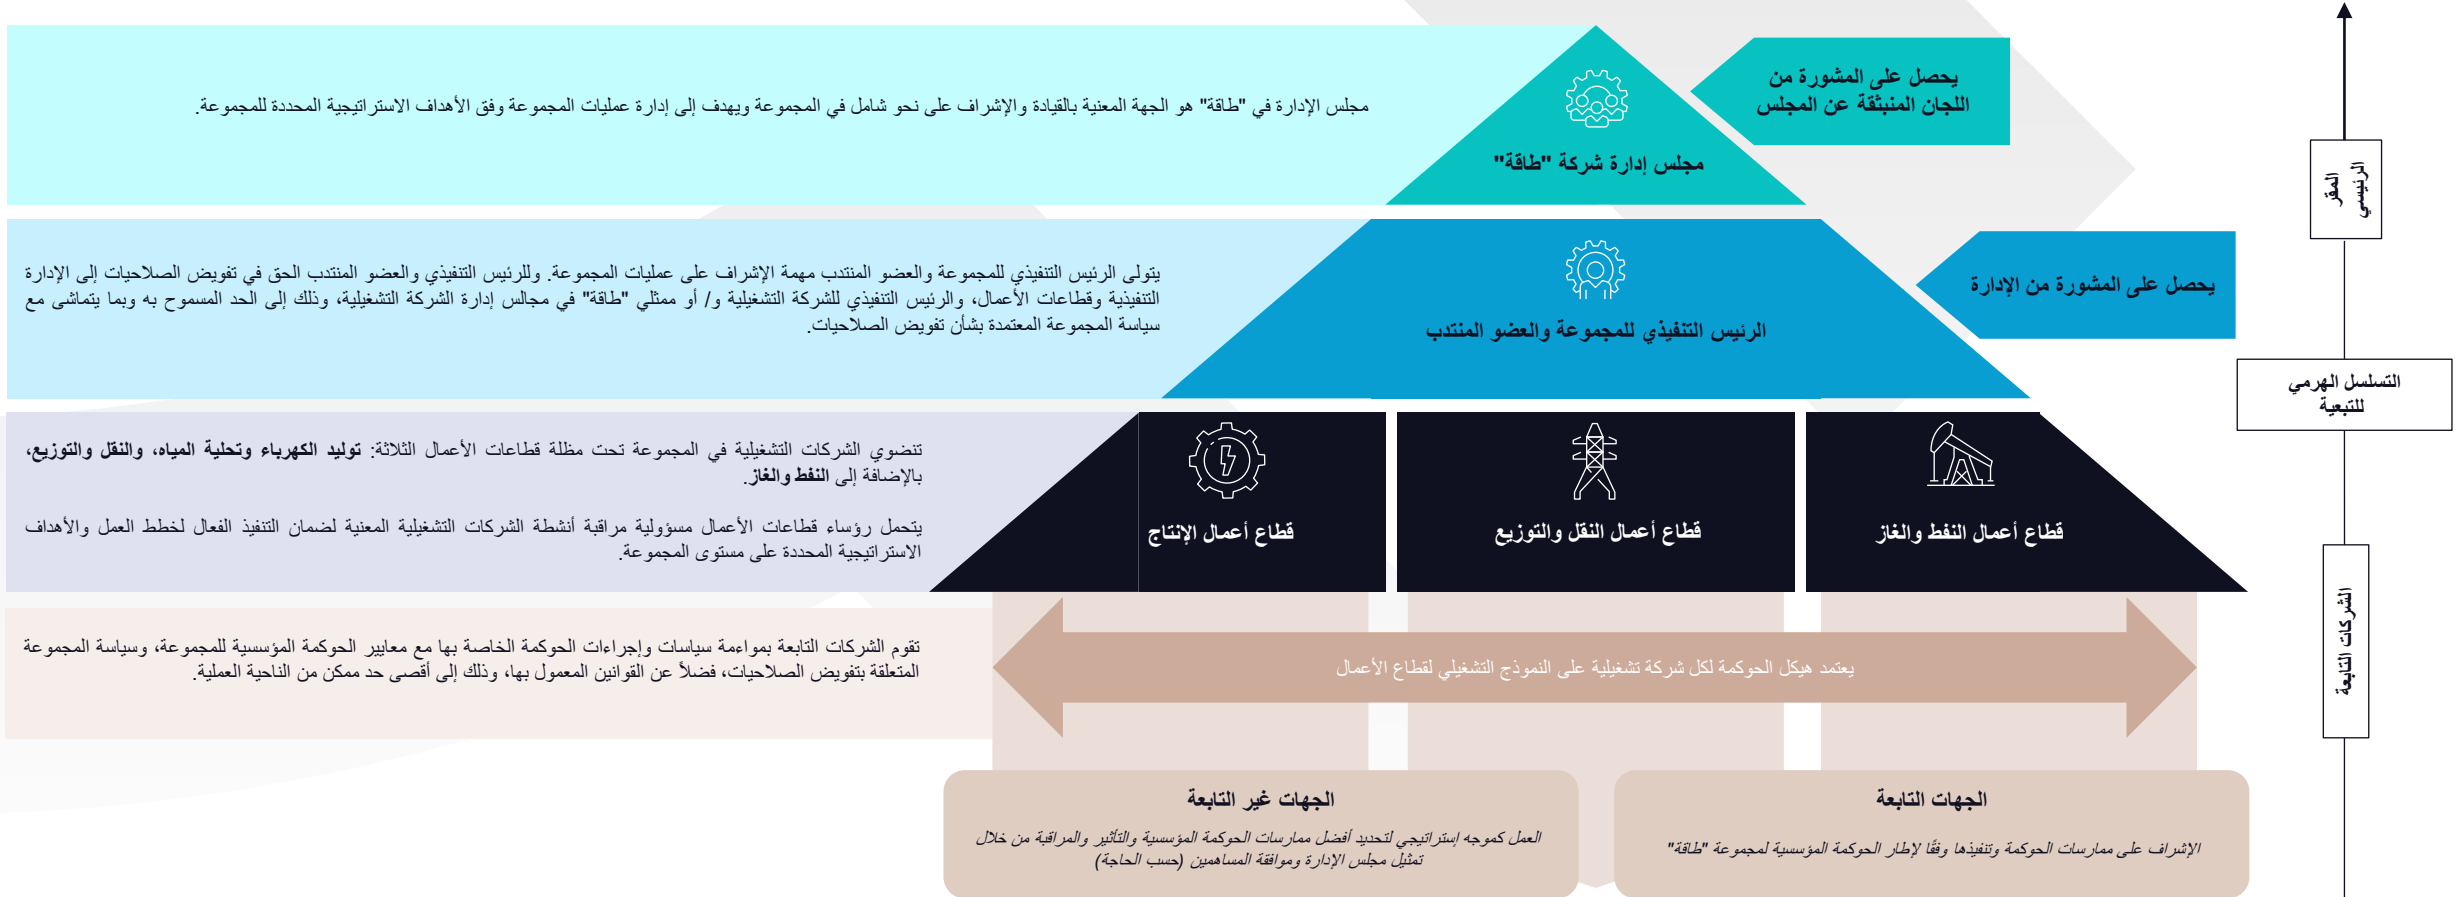 يحصل على المشورة من
اللجان المنبثقة عن المجلس
مجلس إدارة شركة "طاقة"
مجلس الإدارة في "طاقة" هو الجهة المعنية بالقيادة والإشراف على نحو شامل في المجموعة ويهدف إلى إدارة عمليات المجموعة وفق الأهداف الاستراتيجية المحددة للمجموعة.
المقر
الرئيسي
يحصل على المشورة من الإدارة
الرئيس التنفيذي للمجموعة والعضو المنتدب
يتولى الرئيس التنفيذي للمجموعة والعضو المنتدب مهمة الإشراف على عمليات المجموعة. وللرئيس التنفيذي والعضو المنتدب الحق في تفويض الصلاحيات إلى الإدارة
التنفيذية وقطاعات الأعمال، والرئيس التنفيذي للشركة التشغيلية و/ أو ممثلي "طاقة" في مجالس إدارة الشركة التشغيلية، وذلك إلى الحد المسموح به وبما يتماشى مع
سياسة المجموعة المعتمدة بشأن تفويض الصلاحيات.
التسلسل الهرمي
للتبعية
قطاع أعمال النفط والغاز
قطاع أعمال النقل والتوزيع
قطاع أعمال الإنتاج
تنضوي الشركات التشغيلية في المجموعة تحت مظلة قطاعات الأعمال الثلاثة: توليد الكهرباء وتحلية المياه، والنقل والتوزيع،
بالإضافة إلى النفط والغاز.
يتحمل رؤساء قطاعات الأعمال مسؤولية مراقبة أنشطة الشركات التشغيلية المعنية لضمان التنفيذ الفعال لخطط العمل والأهداف
الاستراتيجية المحددة على مستوى المجموعة.
الشركات التابعة
يعتمد هيكل الحوكمة لكل شركة تشغيلية على النموذج التشغيلي لقطاع الأعمال
تقوم الشركات التابعة بمواءمة سياسات وإجراءات الحوكمة الخاصة بها مع معايير الحوكمة المؤسسية للمجموعة، وسياسة المجموعة
المتعلقة بتفويض الصلاحيات، فضلاً عن القوانين المعمول بها، وذلك إلى أقصى حد ممكن من الناحية العملية.
الجهات التابعة
الإشراف على ممارسات الحوكمة وتنفيذها وفقًا لإطار الحوكمة المؤسسية لمجموعة "طاقة"
الجهات غير التابعة
العمل كموجه إستراتيجي لتحديد أفضل ممارسات الحوكمة المؤسسية والتأثير والمراقبة من خلال
تمثيل مجلس الإدارة وموافقة المساهمين (حسب الحاجة)